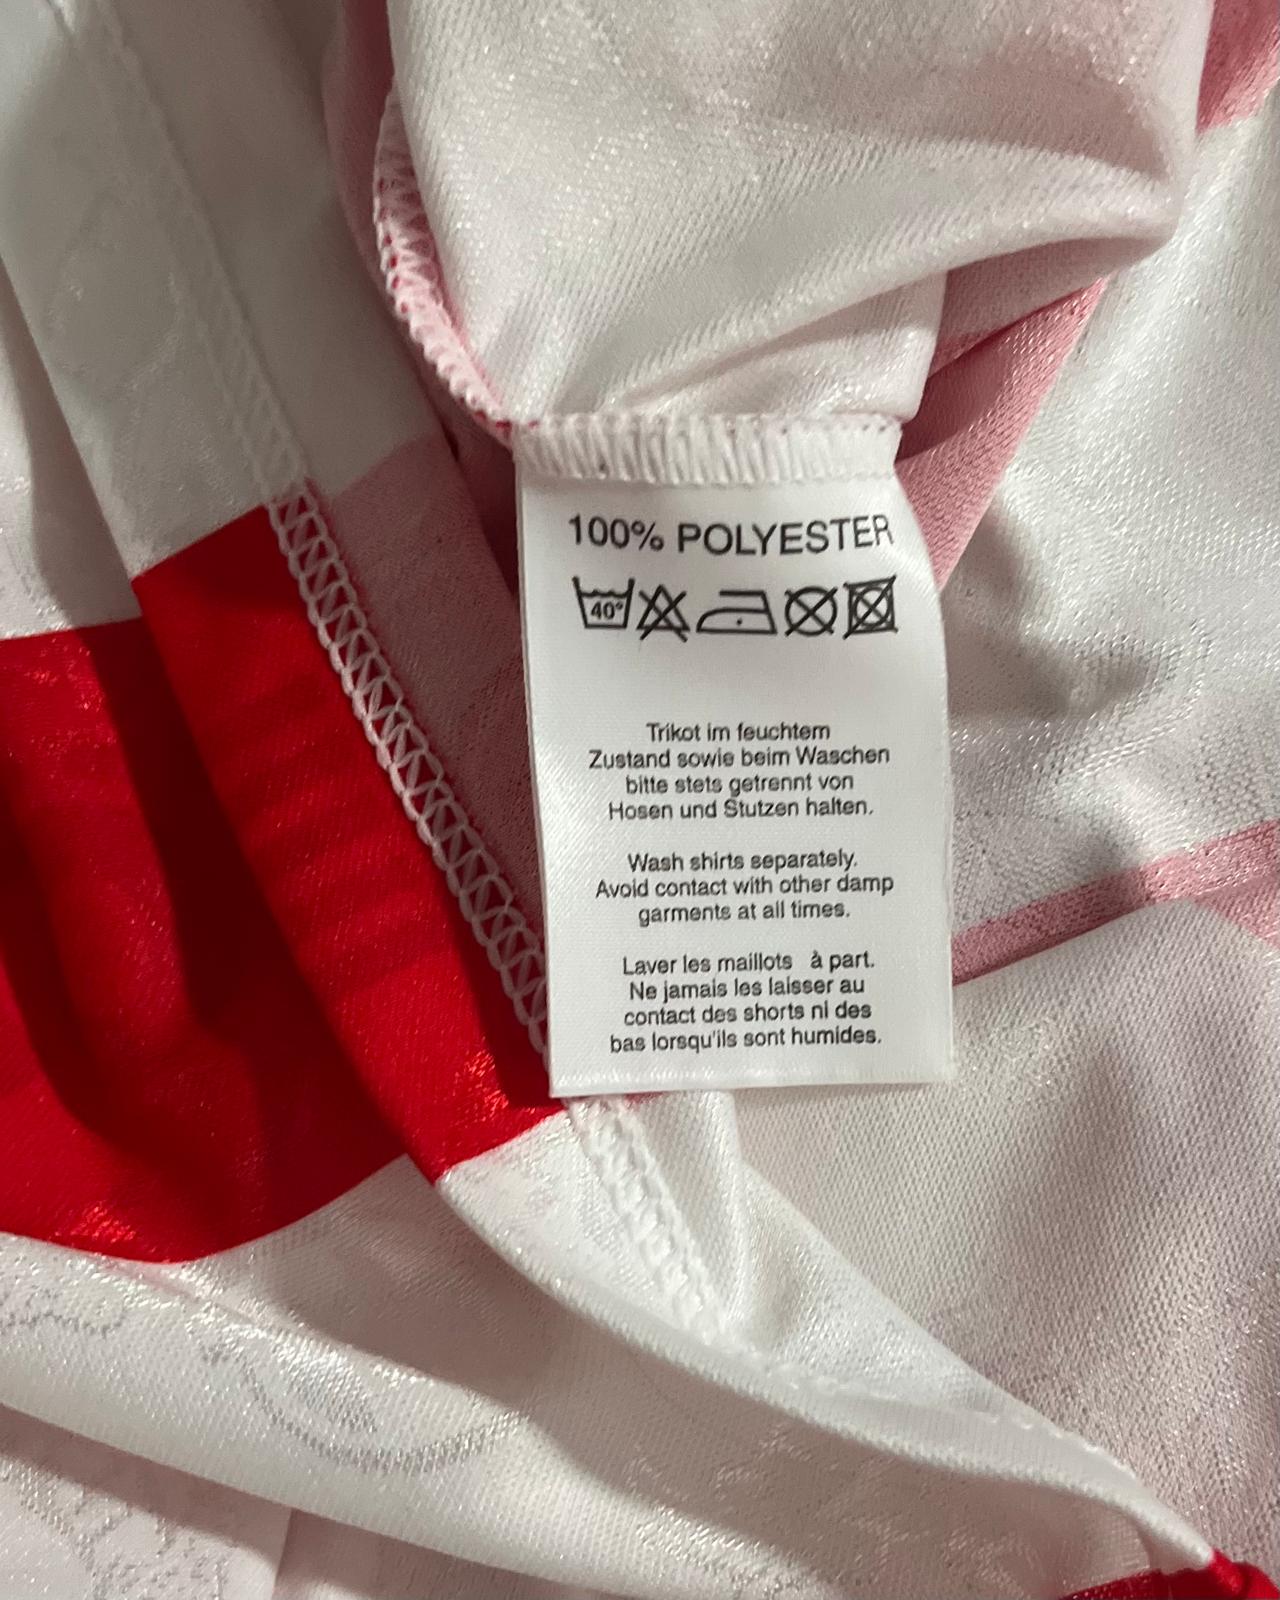 100% POLYESTER
40°
Trikot im feuchtem
Zustand sowie beim Waschen
bitte stets getrennt von
Hosen und Stutzen halten.
Wash shirts separately.
Avoid contact with other damp
garments at all times.
Laver les maillots à part.
Ne jamais les laisser au
contact des shorts ni des
bas lorsqu'ils sont humides.